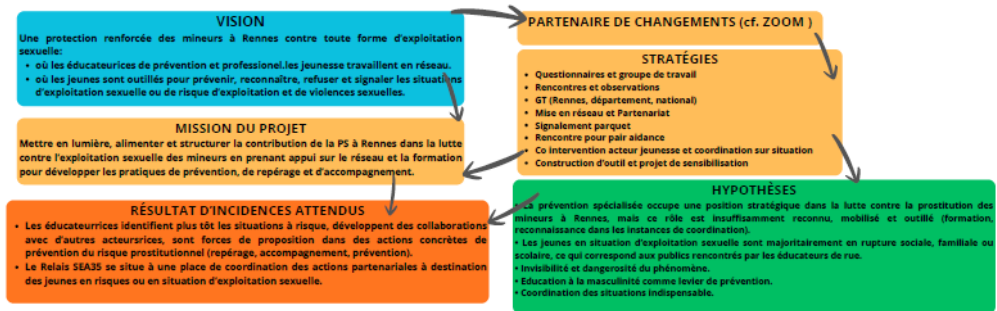 VISION
Une protection renforcée des mineurs à Rennes contre toute forme d'exploitation
sexuelle:
• où les éducateurices de prévention et professionel.les jeunesse travaillent en réseau.
• où les jeunes sont outillés pour prévenir, reconnaître, refuser et signaler les situations
d'exploitation sexuelle ou de risque d'exploitation et de violences sexuelles.
MISSION DU PROJET
Mettre en lumière, alimenter et structurer la contribution de la PS à Rennes dans la lutte
contre l'exploitation sexuelle des mineurs en prenant appui sur le réseau et la formation
pour développer les pratiques de prévention, de repérage et d'accompagnement.
RÉSULTAT D'INCIDENCES ATTENDUS
• Les éducateurrices identifient plus tôt les situations à risque, développent des collaborations
avec d'autres acteursrices, sont forces de proposition dans des actions concrètes de
prévention du risque prostitutionnel (repérage, accompagnement, prévention).
• Le Relais SEA35 se situe à une place de coordination des actions partenariales à destination
des jeunes en risques ou en situation d'exploitation sexuelle.
PARTENAIRE DE CHANGEMENTS (cf. ZOOM )
STRATÉGIES
• Questionnaires et groupe de travail
• Rencontres et observations
• GT (Rennes, département, national)
• Mise en réseau et Partenariat
• Signalement parquet
• Rencontre pour pair aidance
• Co intervention acteur jeunesse et coordination sur situation
• Construction d'outil et projet de sensibilisation
HYPOTHÈSES
• La prévention spécialisée occupe une position stratégique dans la lutte contre la prostitution des
mineurs à Rennes, mais ce rôle est insuffisamment reconnu, mobilisé et outillé (formation,
reconnaissance dans les instances de coordination).
• Les jeunes en situation d'exploitation sexuelle sont majoritairement en rupture sociale, familiale ou
scolaire, ce qui correspond aux publics rencontrés par les éducateurs de rue.
• Invisibilité et dangerosité du phénomène.
• Education à la masculinité comme levier de prévention.
• Coordination des situations indispensable.